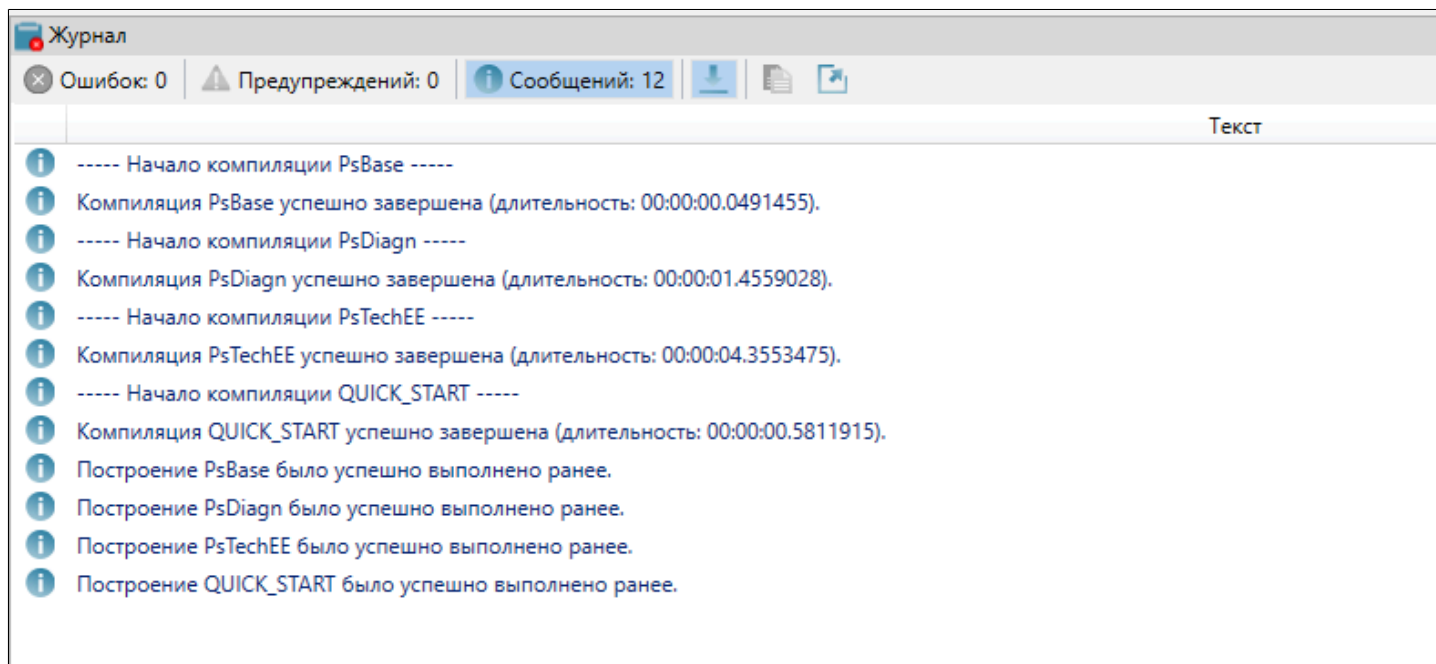 Журнал
Ошибок: 0 Предупреждений: 0 Сообщений: 12
Текст
----- Начало компиляции PsBase -----
Компиляция PsBase успешно завершена (длительность: 00:00:00.0491455).
----- Начало компиляции PsDiagn -----
Компиляция PsDiagn успешно завершена (длительность: 00:00:01.4559028).
----- Начало компиляции PsTechEE -----
Компиляция PsTechEE успешно завершена (длительность: 00:00:04.3553475).
----- Начало компиляции QUICK_START -----
Компиляция QUICK_START успешно завершена (длительность: 00:00:00.5811915).
Построение PsBase было успешно выполнено ранее.
Построение PsDiagn было успешно выполнено ранее.
Построение PsTechEE было успешно выполнено ранее.
Построение QUICK_START было успешно выполнено ранее.